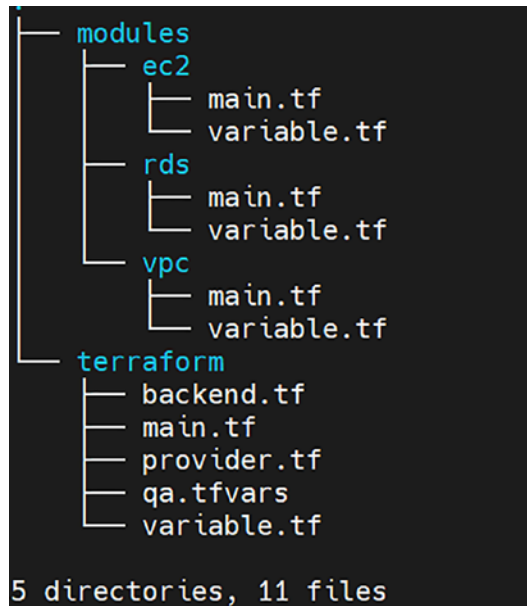 modules
ec2
main.tf
variable.tf
rds
main.tf
variable.tf
vpc
main.tf
variable.tf
terraform
backend.tf
main.tf
provider.tf
qa.tfvars
variable.tf
5 directories, 11 files